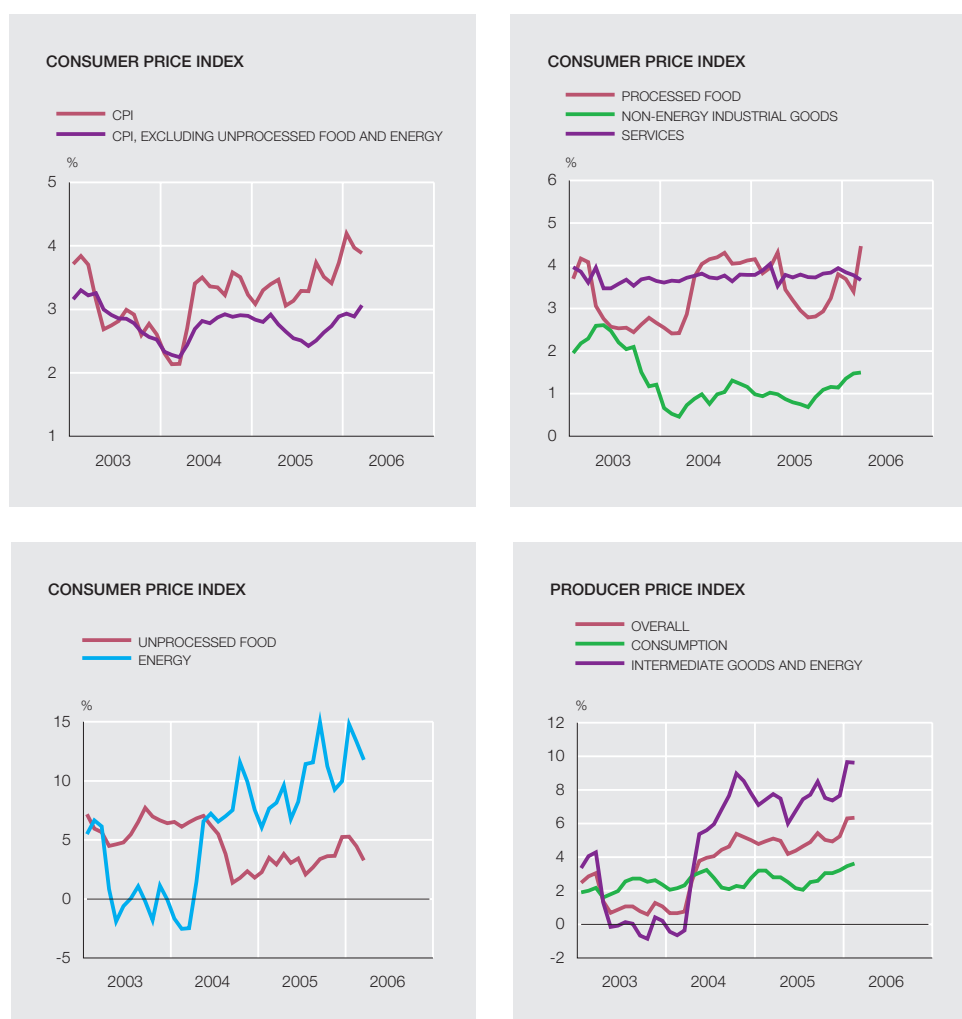 CONSUMER PRICE INDEX
CPI
CPI, EXCLUDING UNPROCESSED FOOD AND ENERGY
%
5
4
3
2
1
2003 2004 2005 2006
CONSUMER PRICE INDEX
PROCESSED FOOD
NON-ENERGY INDUSTRIAL GOODS
SERVICES
%
6
5
4
3
2
1
0
2003 2004 2005 2006
CONSUMER PRICE INDEX
UNPROCESSED FOOD
ENERGY
%
15
10
5
0
-5
2003 2004 2005 2006
PRODUCER PRICE INDEX
OVERALL
CONSUMPTION
INTERMEDIATE GOODS AND ENERGY
%
12
10
8
6
4
2
0
-2
2003 2004 2005 2006